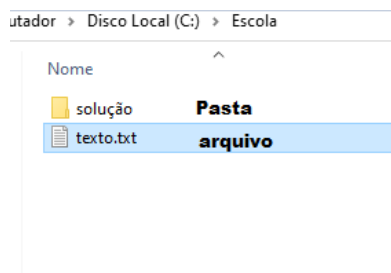 utador > Disco Local (C:) > Escola
Nome
solução Pasta
texto.txt arquivo